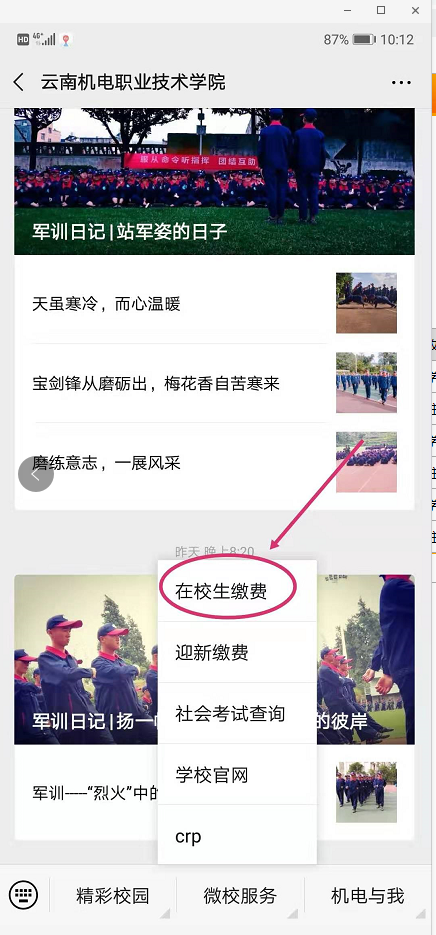 HD 4G+ 87% 10:12
云南机电职业技术学院
服从命令听指挥 团结互助
军训日记|站军姿的日子
天虽寒冷，而心温暖
宝剑锋从磨砺出，梅花香自苦寒来
磨练意志，一展风采
昨天 晚上8:20
在校生缴费
迎新缴费
社会考试查询
军训日记|扬一 的彼岸
学校官网
军训-----“烈火”中的
crp
精彩校园
微校服务
机电与我